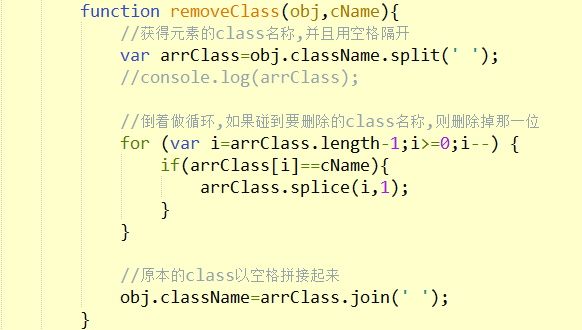 function removeClass(obj,cName){
//获得元素的class名称,并且用空格隔开
var arrClass=obj.className.split(' ');
//console.log(arrClass);
//倒着做循环,如果碰到要删除的class名称,则删除掉那一位
for (var i=arrClass.length-1;i>=0;i--) {
if(arrClass[i]==cName){
arrClass.splice(i,1);
}
}
//原本的class以空格拼接起来
obj.className=arrClass.join(' ');
}